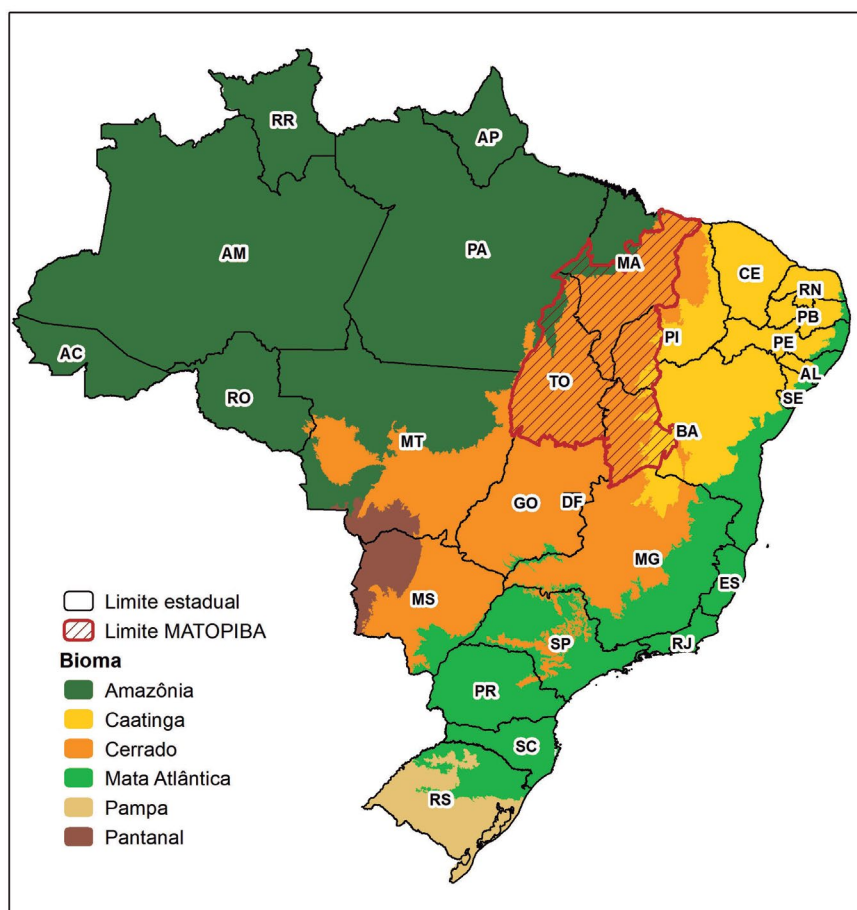 RR
AP
AM
PA
MA
CE
RN
PB
PE
PI
AL
SE
AC
RO
TO
BA
MT
GO
DF
MG
ES
MS
SP
RJ
PR
SC
RS
Limite estadual
Limite MATOPIBA
Bioma
Amazônia
Caatinga
Cerrado
Mata Atlântica
Pampa
Pantanal